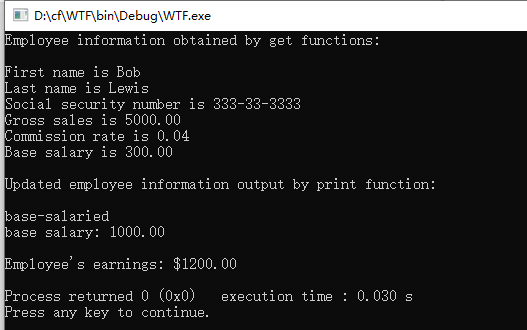 D:\cf\WTF\bin\Debug\WTF.exe
Employee information obtained by get functions:
First name is Bob
Last name is Lewis
Social security number is 333-33-3333
Gross sales is 5000.00
Commission rate is 0.04
Base salary is 300.00
Updated employee information output by print function:
base-salaried
base salary: 1000.00
Employee's earnings: $1200.00
Process returned 0 (0x0)   execution time : 0.030 s
Press any key to continue.